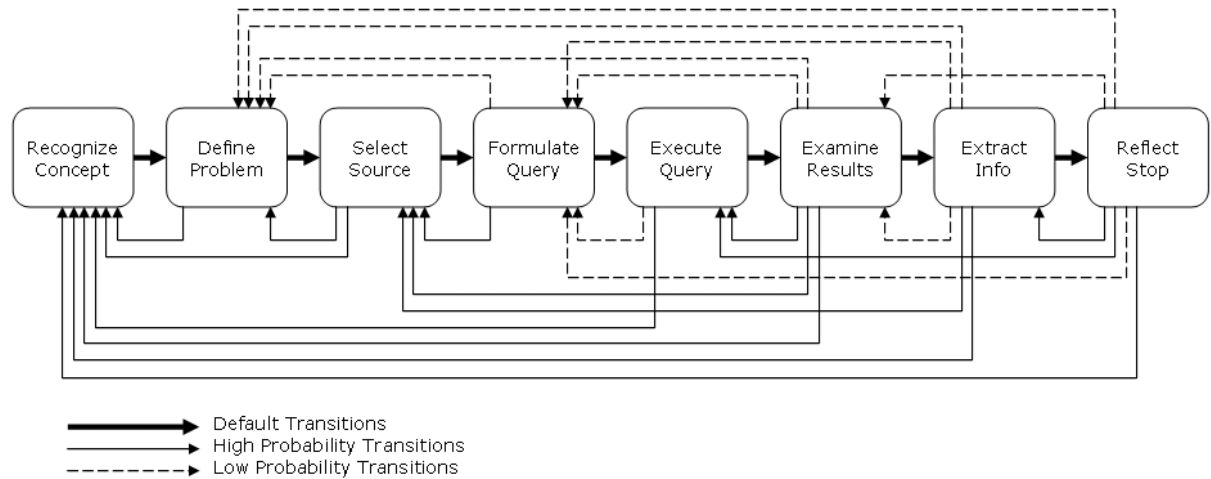 Recognize
Concept
Define
Problem
Select
Source
Formulate
Query
Execute
Query
Examine
Results
Extract
Info
Reflect
Stop
Default Transitions
High Probability Transitions
Low Probability Transitions